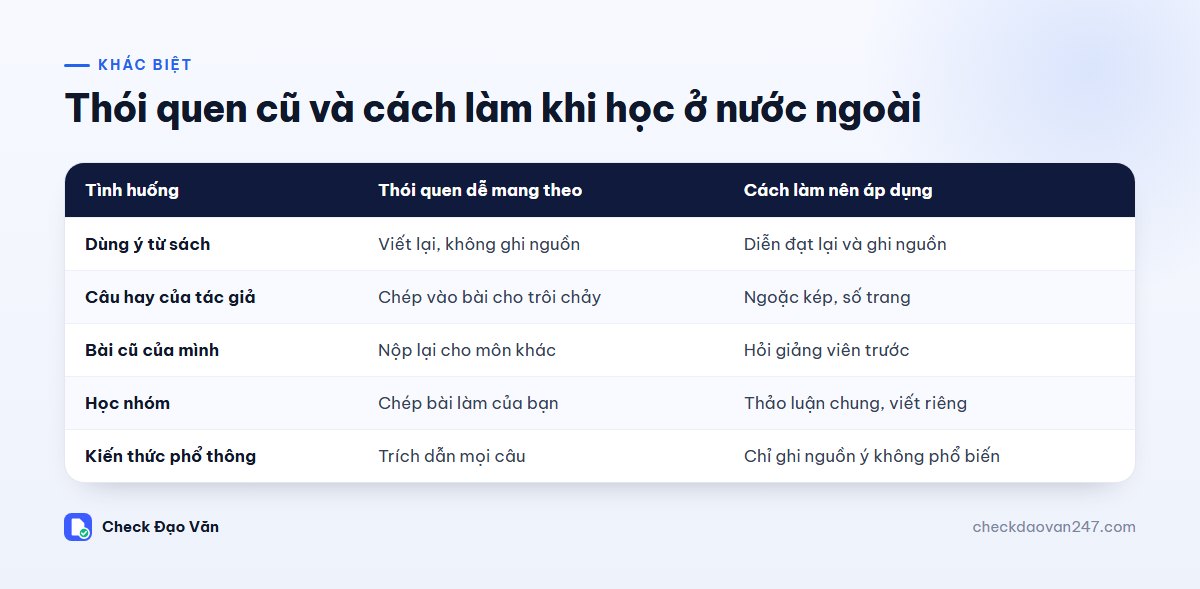 KHÁC BIỆT
Thói quen cũ và cách làm khi học ở nước ngoài
Tình huống Thói quen dễ mang theo Cách làm nên áp dụng
Dùng ý từ sách Viết lại, không ghi nguồn Diễn đạt lại và ghi nguồn
Câu hay của tác giả Chép vào bài cho trôi chảy Ngoặc kép, số trang
Bài cũ của mình Nộp lại cho môn khác Hỏi giảng viên trước
Học nhóm Chép bài làm của bạn Thảo luận chung, viết riêng
Kiến thức phổ thông Trích dẫn mọi câu Chỉ ghi nguồn ý không phổ biến
Check Đạo Văn checkdaovan247.com